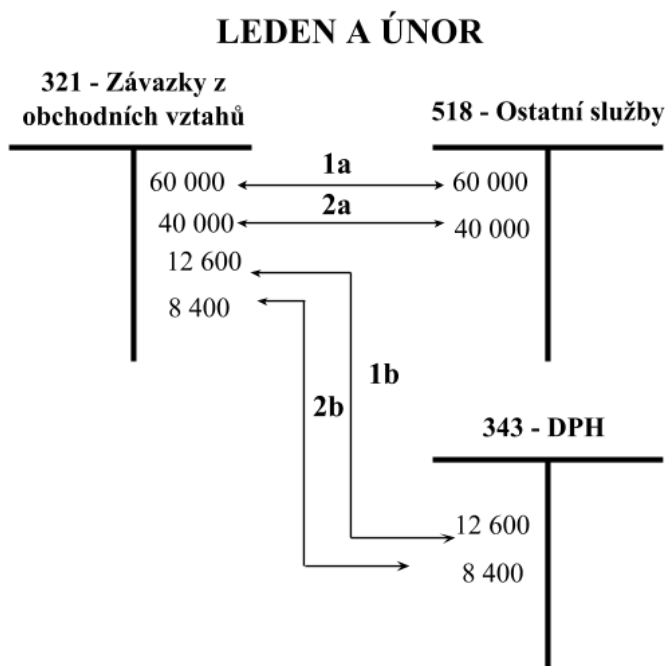 LEDEN A ÚNOR
321 - Závazky z
obchodních vztahů
518 - Ostatní služby
60 000
1a
60 000
40 000
2a
40 000
12 600
8 400
1b
2b
343 - DPH
12 600
8 400